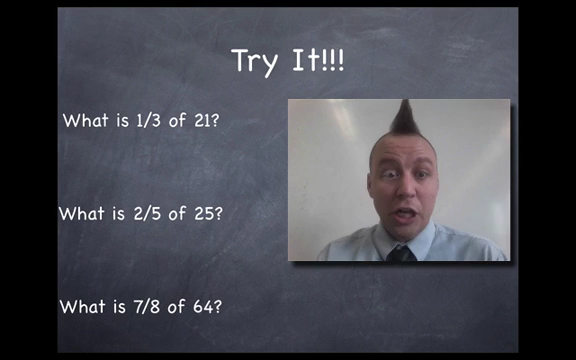 Try It!!!
What is 1/3 of 21?
What is 2/5 of 25?
What is 7/8 of 64?